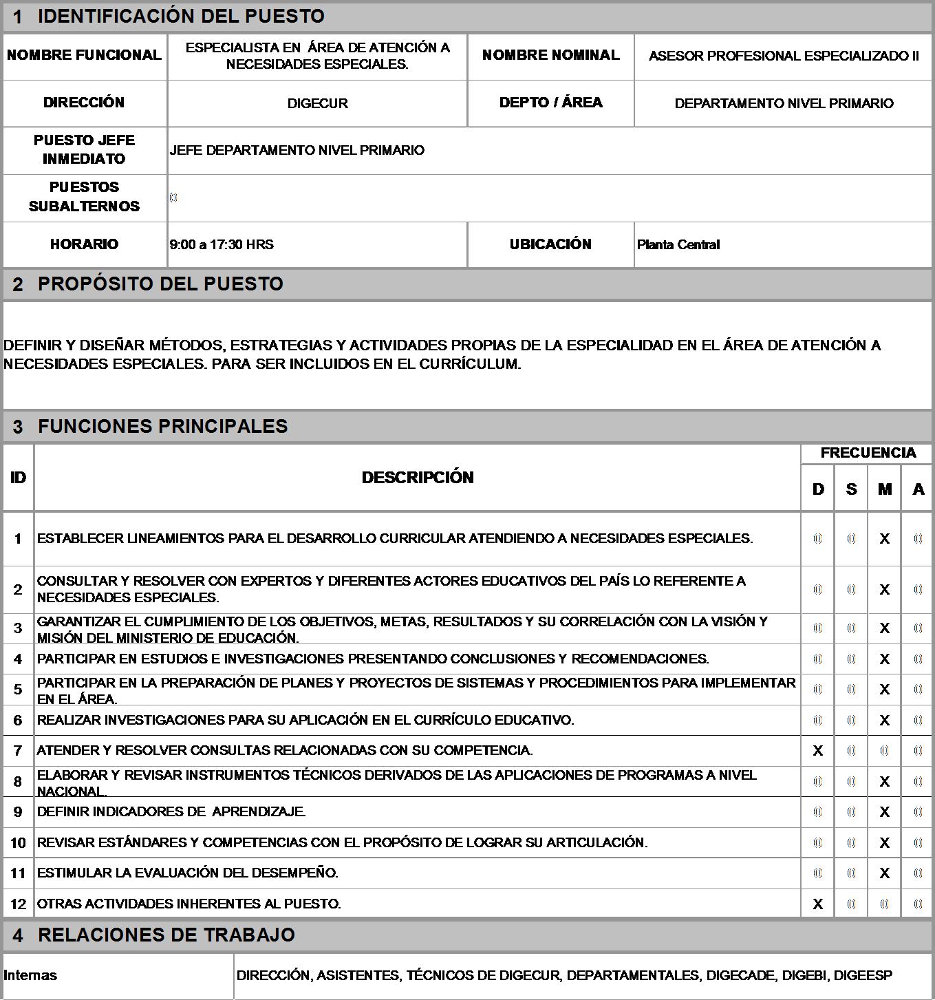 1 IDENTIFICACIÓN DEL PUESTO
NOMBRE FUNCIONAL
ESPECIALISTA EN ÁREA DE ATENCIÓN A
NECESIDADES ESPECIALES.
NOMBRE NOMINAL
ASESOR PROFESIONAL ESPECIALIZADO II
DIRECCIÓN
DIGECUR
DEPTO / ÁREA
DEPARTAMENTO NIVEL PRIMARIO
PUESTO JEFE
INMEDIATO
JEFE DEPARTAMENTO NIVEL PRIMARIO
PUESTOS
SUBALTERNOS
0
HORARIO
9:00 a 17:30 HRS
UBICACIÓN
Planta Central
2 PROPÓSITO DEL PUESTO
DEFINIR Y DISEÑAR MÉTODOS, ESTRATEGIAS Y ACTIVIDADES PROPIAS DE LA ESPECIALIDAD EN EL ÁREA DE ATENCIÓN A
NECESIDADES ESPECIALES. PARA SER INCLUIDOS EN EL CURRÍCULUM.
3 FUNCIONES PRINCIPALES
ID
DESCRIPCIÓN
FRECUENCIA
D S M A
1 ESTABLECER LINEAMIENTOS PARA EL DESARROLLO CURRICULAR ATENDIENDO A NECESIDADES ESPECIALES. 0 0 X 0
2 CONSULTAR Y RESOLVER CON EXPERTOS Y DIFERENTES ACTORES EDUCATIVOS DEL PAÍS LO REFERENTE A
NECESIDADES ESPECIALES. 0 0 X 0
3 GARANTIZAR EL CUMPLIMIENTO DE LOS OBJETIVOS, METAS, RESULTADOS Y SU CORRELACIÓN CON LA VISIÓN Y
MISIÓN DEL MINISTERIO DE EDUCACIÓN. 0 0 X 0
4 PARTICIPAR EN ESTUDIOS E INVESTIGACIONES PRESENTANDO CONCLUSIONES Y RECOMENDACIONES. 0 0 X 0
5 PARTICIPAR EN LA PREPARACIÓN DE PLANES Y PROYECTOS DE SISTEMAS Y PROCEDIMIENTOS PARA IMPLEMENTAR
EN EL ÁREA. 0 0 X 0
6 REALIZAR INVESTIGACIONES PARA SU APLICACIÓN EN EL CURRÍCULO EDUCATIVO. 0 0 X 0
7 ATENDER Y RESOLVER CONSULTAS RELACIONADAS CON SU COMPETENCIA. X 0 0 0
8 ELABORAR Y REVISAR INSTRUMENTOS TÉCNICOS DERIVADOS DE LAS APLICACIONES DE PROGRAMAS A NIVEL
NACIONAL. 0 0 X 0
9 DEFINIR INDICADORES DE APRENDIZAJE. 0 0 X 0
10 REVISAR ESTÁNDARES Y COMPETENCIAS CON EL PROPÓSITO DE LOGRAR SU ARTICULACIÓN. 0 0 X 0
11 ESTIMULAR LA EVALUACIÓN DEL DESEMPEÑO. 0 0 X 0
12 OTRAS ACTIVIDADES INHERENTES AL PUESTO. X 0 0 0
4 RELACIONES DE TRABAJO
Internas
DIRECCIÓN, ASISTENTES, TÉCNICOS DE DIGECUR, DEPARTAMENTALES, DIGECADE, DIGEBI, DIGEESP